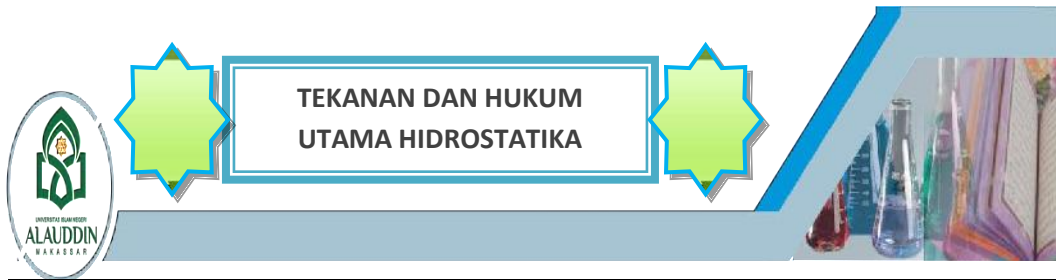 TEKANAN DAN HUKUM
UTAMA HIDROSTATIKA
UNIVERSITAS ISLAM NEGERI
ALAUDDIN
MAKASSAR